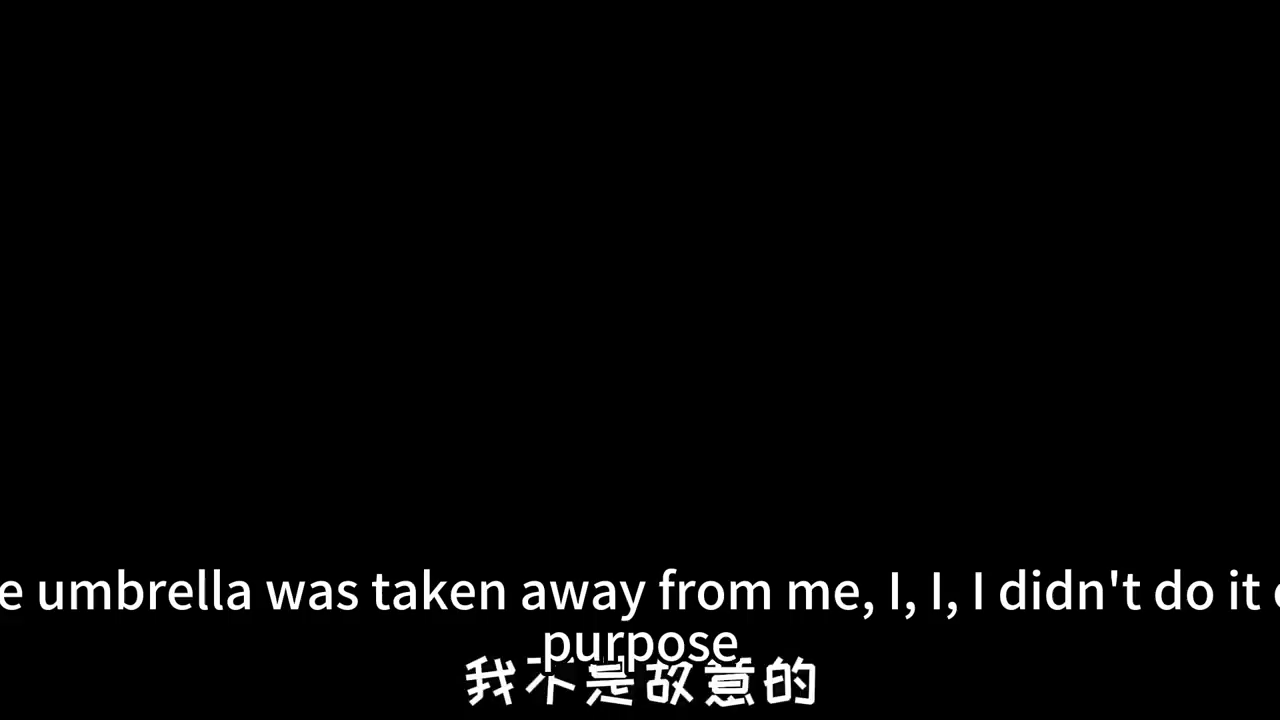 e umbrella was taken away from me, I, I, I didn't do it
-purpose
我不是故意的